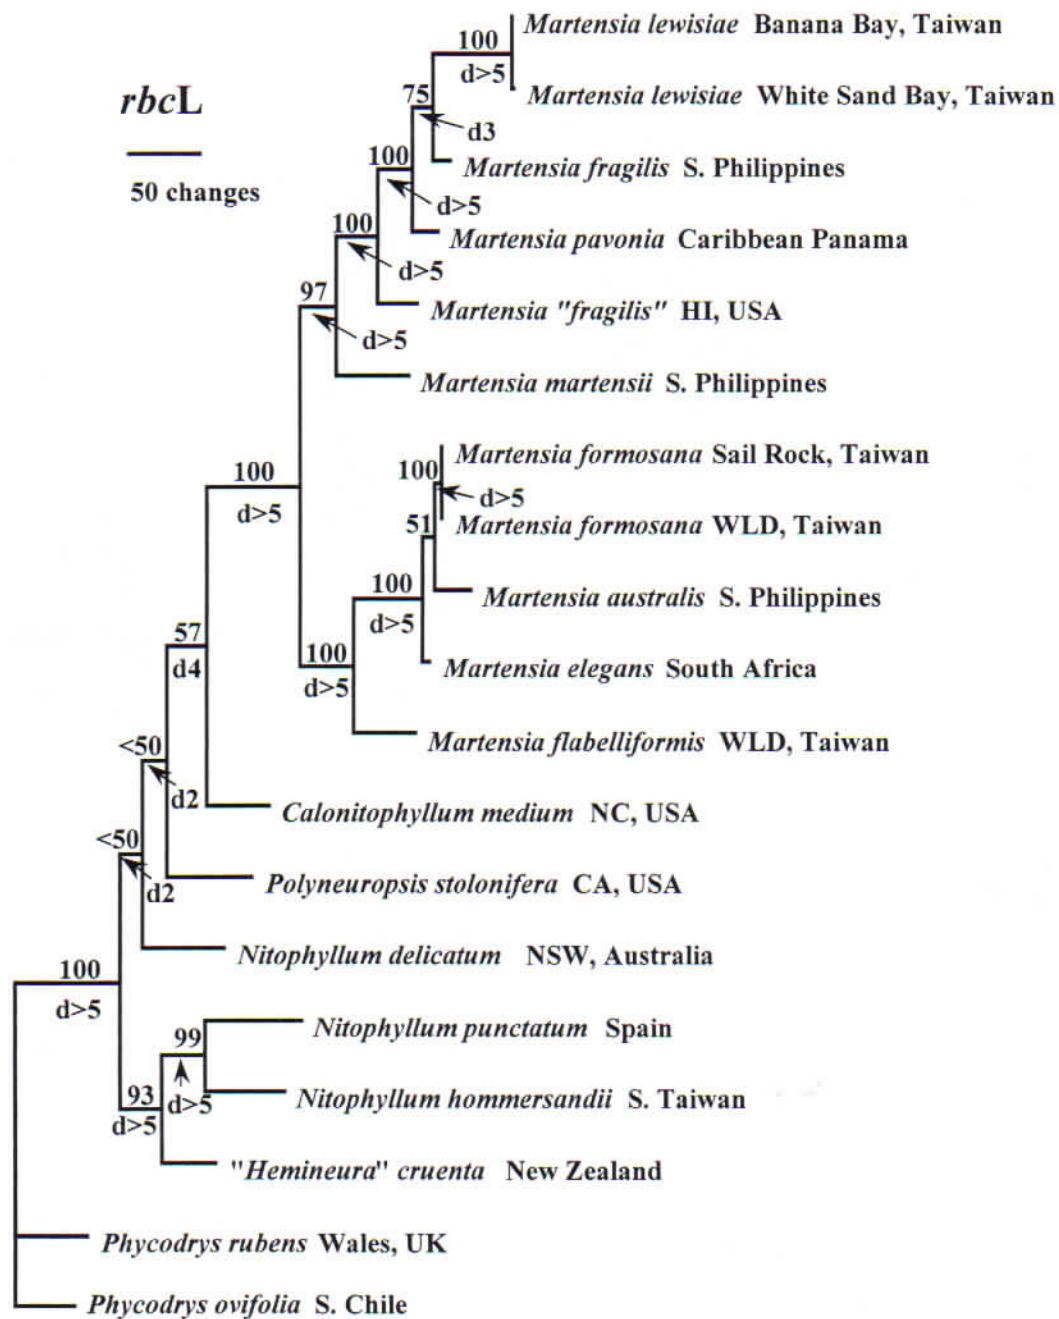 Martensia lewisiae Banana Bay, Taiwan
100
d>5
rbcL
75
Martensia lewisiae White Sand Bay, Taiwan
d3
100
Martensia fragilis S. Philippines
50 changes
d>5
100
Martensia pavonia Caribbean Panama
d>5
97
Martensia "fragilis" HI, USA
d>5
Martensia martensii S. Philippines
Martensia formosana Sail Rock, Taiwan
100
100
d>5
d>5
51
Martensia formosana WLD, Taiwan
100
Martensia australis S. Philippines
d>5
57
d4
100
Martensia elegans South Africa
d>5
<50
Martensia flabelliformis WLD, Taiwan
d2
Calonitophyllum medium NC, USA
<50
d2
Polyneuropsis stolonifera CA, USA
Nitophyllum delicatum NSW, Australia
100
d>5
Nitophyllum punctatum Spain
99
93
d>5
Nitophyllum hommersandii S. Taiwan
d>5
"Hemineura" cruenta New Zealand
Phycodrys rubens Wales, UK
Phycodrys ovifolia S. Chile